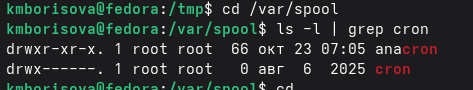 kmborisova@fedora:/tmp$ cd /var/spool
kmborisova@fedora:/var/spool$ ls -l | grep cron
drwxr-xr-x. 1 root root  66 окт 23 07:05 anacron
drwx------. 1 root root   0 авг  6  2025 cron
kmborisova@fedora:/var/spool$ cd